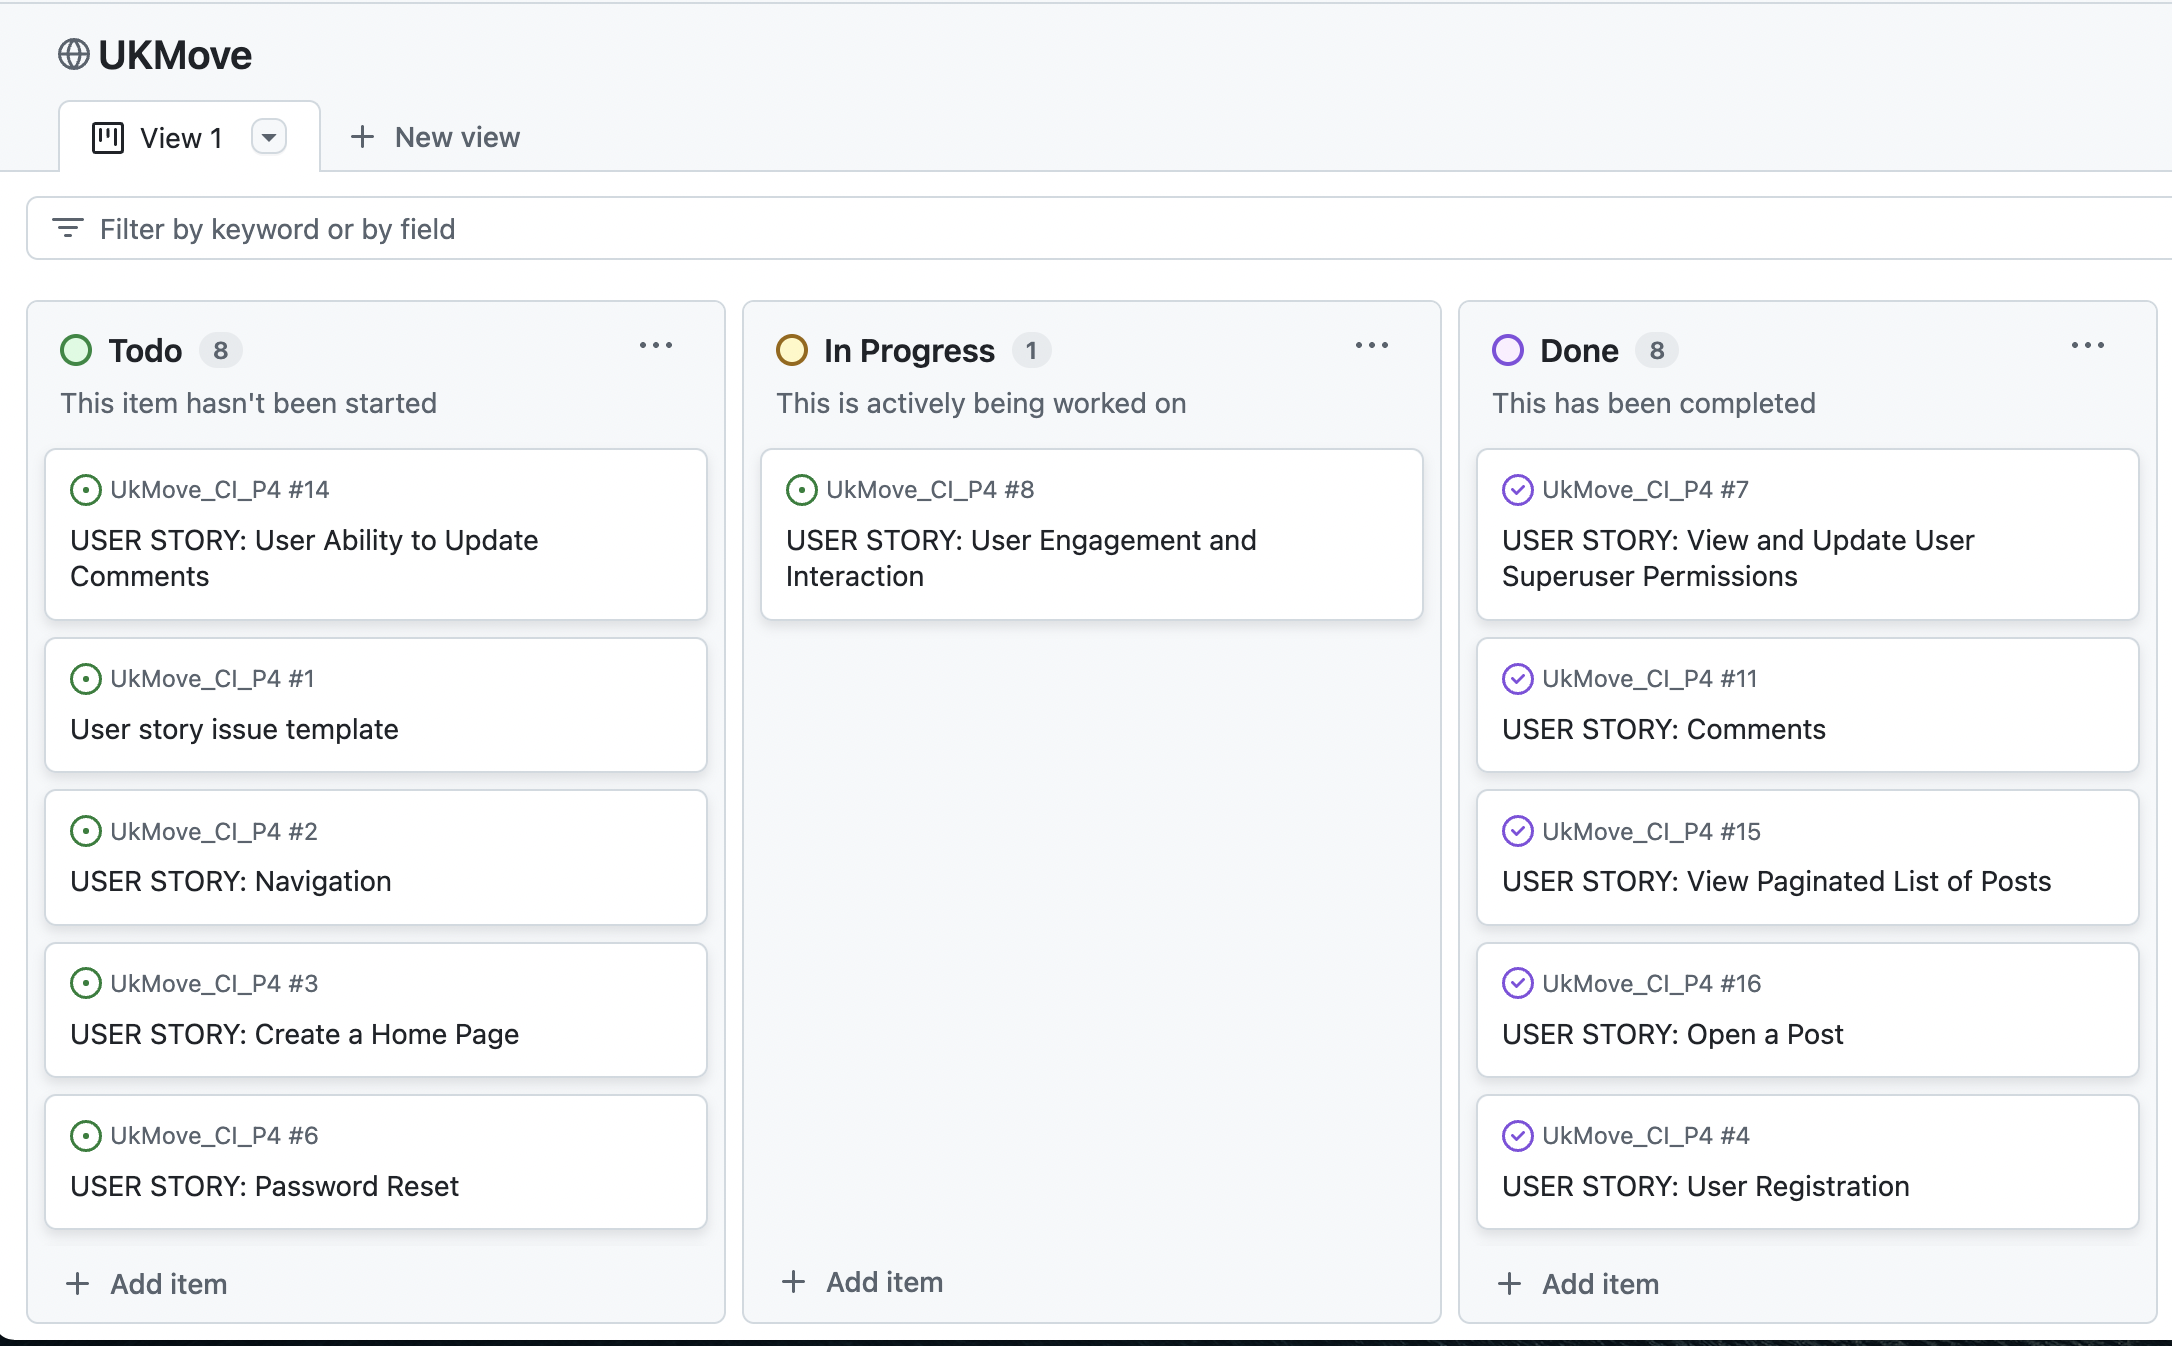 UKMove
View 1
New view
Filter by keyword or by field
Todo 8
This item hasn't been started
UkMove_CI_P4 #14
USER STORY: User Ability to Update
Comments
UkMove_CI_P4 #1
User story issue template
UkMove_CI_P4 #2
USER STORY: Navigation
UkMove_CI_P4 #3
USER STORY: Create a Home Page
UkMove_CI_P4 #6
USER STORY: Password Reset
Add item
In Progress 1
This is actively being worked on
UkMove_CI_P4 #8
USER STORY: User Engagement and
Interaction
Add item
Done 8
This has been completed
UkMove_CI_P4 #7
USER STORY: View and Update User
Superuser Permissions
UkMove_CI_P4 #11
USER STORY: Comments
UkMove_CI_P4 #15
USER STORY: View Paginated List of Posts
UkMove_CI_P4 #16
USER STORY: Open a Post
UkMove_CI_P4 #4
USER STORY: User Registration
Add item